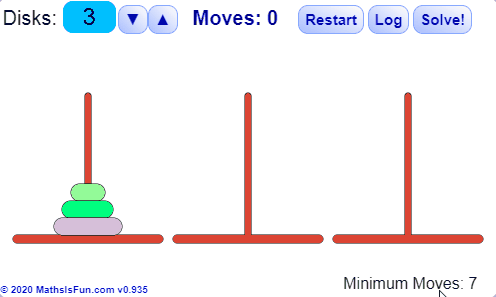 Disks: 3 ▼ ▲ Moves: 0 Restart Log Solve!
Minimum Moves: 7
© 2020 MathsIsFun.com v0.935